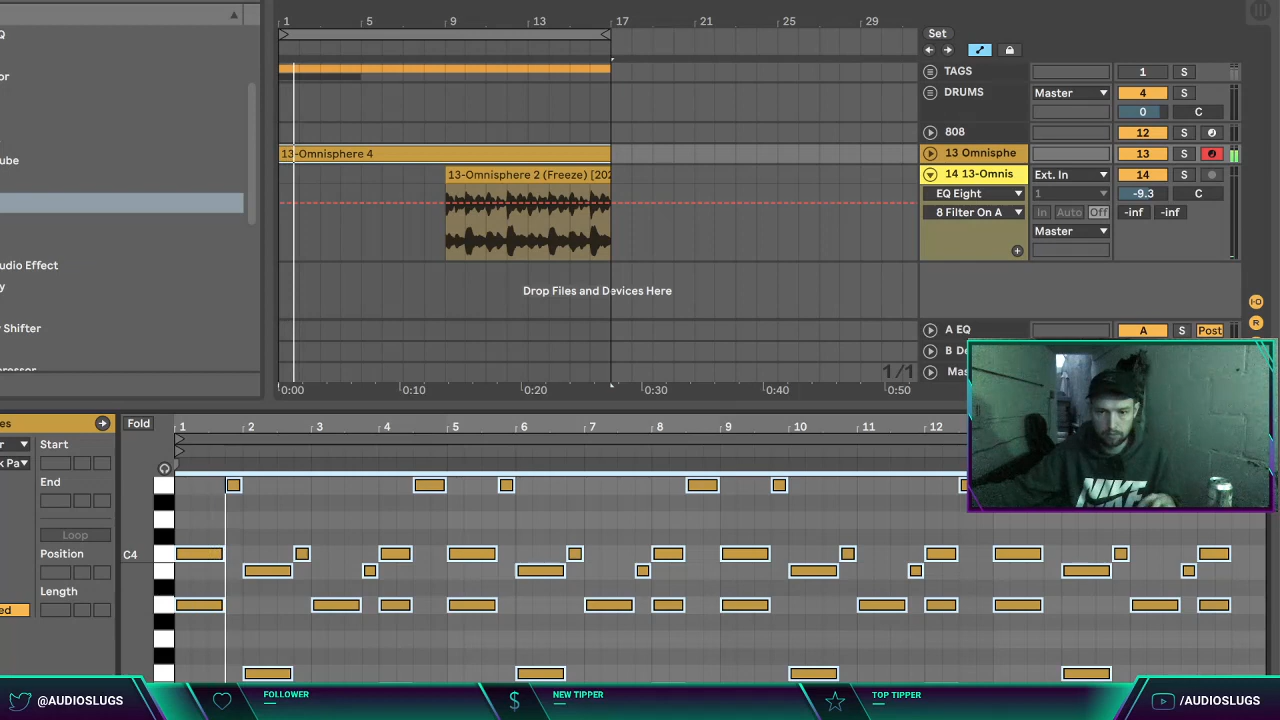 1 5 9 13 17 21 25 29
Set
Q
TAGS 1 S
or
DRUMS Master 4 S
0 C
808 12 S
13-Omnisphere 4 13 Omnisphe 13 S
ube
13-Omnisphere 2 (Freeze) [202 14 13-Omnis Ext. In 14 S
EQ Eight 1 -9.3 C
8 Filter On A In Auto Off -inf -inf
Master
udio Effect
y
Drop Files and Devices Here
I·O
y Shifter
A EQ A S Post
R
B De
pressor
Mas
1/1
0:00 0:10 0:20 0:30 0:40 0:50
es Fold 1 2 3 4 5 6 7 8 9 10 11 12
r Start
k Pa
End
Loop
Position C4
Length
ed
NIKE
@AUDIOSLUGS FOLLOWER NEW TIPPER TOP TIPPER /AUDIOSLUGS